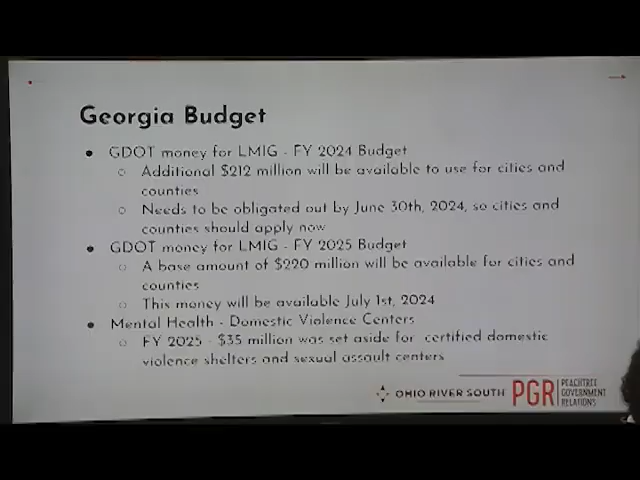 Georgia Budget
● GDOT money for LMIG - FY 2024 Budget
○ Additional $212 million will be available to use for cities and
counties
○ Needs to be obligated out by June 30th, 2024, so cities and
counties should apply now
● GDOT money for LMIG - FY 2025 Budget
○ A base amount of $220 million will be available for cities and
counties
○ This money will be available July 1st, 2024
● Mental Health - Domestic Violence Centers
○ FY 2025 - $35 million was set aside for certified domestic
violence shelters and sexual assault centers
OHIO RIVER SOUTH
PGR
PEACHTREE
GOVERNMENT
RELATIONS